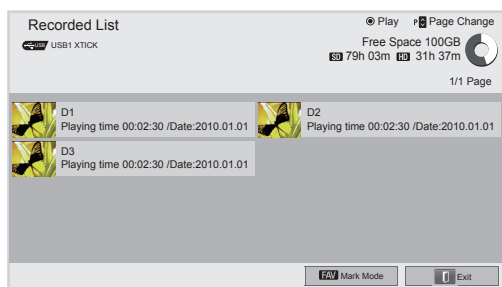 Recorded List
Play P Page Change
USB USB1 XTICK
Free Space 100GB
SD 79h 03m HD 31h 37m
1/1 Page
D1
Playing time 00:02:30 /Date:2010.01.01
D2
Playing time 00:02:30 /Date:2010.01.01
D3
Playing time 00:02:30 /Date:2010.01.01
FAV Mark Mode
Exit